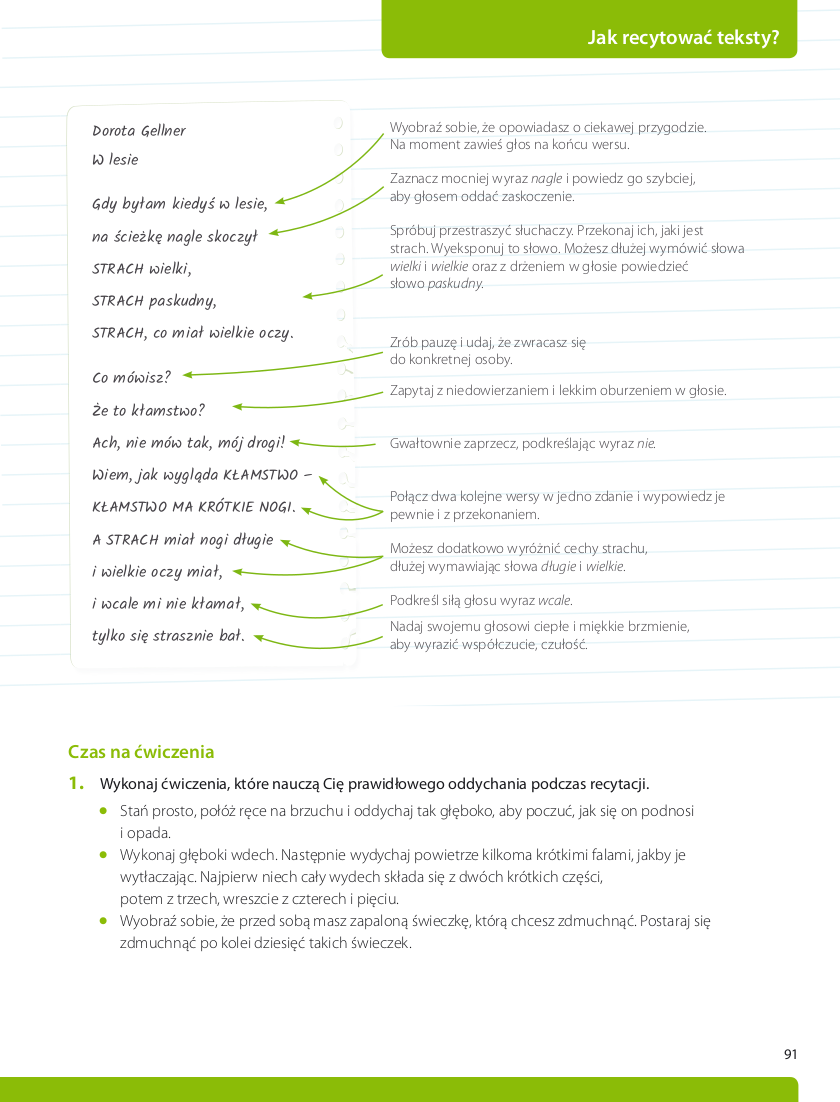 Jak recytować teksty?
Dorota Gellner
W lesie
Gdy byłam kiedyś w lesie,
na ścieżkę nagle skoczył
STRACH wielki,
STRACH paskudny,
STRACH, co miał wielkie oczy.
Co mówisz?
Że to kłamstwo?
Ach, nie mów tak, mój drogi!
Wiem, jak wygląda KŁAMSTWO –
KŁAMSTWO MA KRÓTKIE NOGI.
A STRACH miał nogi długie
i wielkie oczy miał,
i wcale mi nie kłamał,
tylko się strasznie bał.
Wyobraź sobie, że opowiadasz o ciekawej przygodzie.
Na moment zawieś głos na końcu wersu.
Zaznacz mocniej wyraz nagle i powiedz go szybciej,
aby głosem oddać zaskoczenie.
Spróbuj przestraszyć słuchaczy. Przekonaj ich, jaki jest
strach. Wyeksponuj to słowo. Możesz dłużej wymówić słowa
wielki i wielkie oraz z drżeniem w głosie powiedzieć
słowo paskudny.
Zrób pauzę i udaj, że zwracasz się
do konkretnej osoby.
Zapytaj z niedowierzaniem i lekkim oburzeniem w głosie.
Gwałtownie zaprzecz, podkreślając wyraz nie.
Połącz dwa kolejne wersy w jedno zdanie i wypowiedz je
pewnie i z przekonaniem.
Możesz dodatkowo wyróżnić cechy strachu,
dłużej wymawiając słowa długie i wielkie.
Podkreśl siłą głosu wyraz wcale.
Nadaj swojemu głosowi ciepłe i miękkie brzmienie,
aby wyrazić współczucie, czułość.
Czas na ćwiczenia
1. Wykonaj ćwiczenia, które nauczą Cię prawidłowego oddychania podczas recytacji.
• Stań prosto, połóż ręce na brzuchu i oddychaj tak głęboko, aby poczuć, jak się on podnosi
i opada.
• Wykonaj głęboki wdech. Następnie wydychaj powietrze kilkoma krótkimi falami, jakby je
wytłaczając. Najpierw niech cały wydech składa się z dwóch krótkich części,
potem z trzech, wreszcie z czterech i pięciu.
• Wyobraź sobie, że przed sobą masz zapaloną świeczkę, którą chcesz zdmuchnąć. Postaraj się
zdmuchnąć po kolei dziesięć takich świeczek.
91